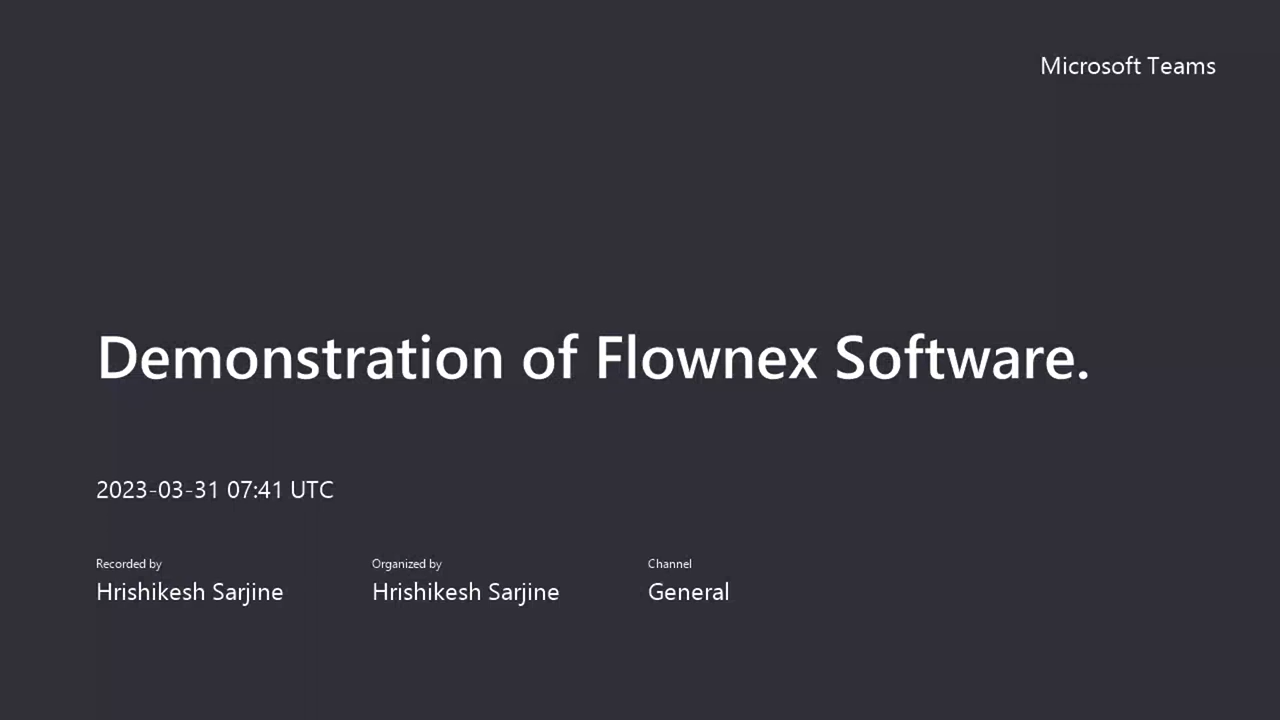 Microsoft Teams
Demonstration of Flownex Software.
2023-03-31 07:41 UTC
Recorded by
Hrishikesh Sarjine
Organized by
Hrishikesh Sarjine
Channel
General